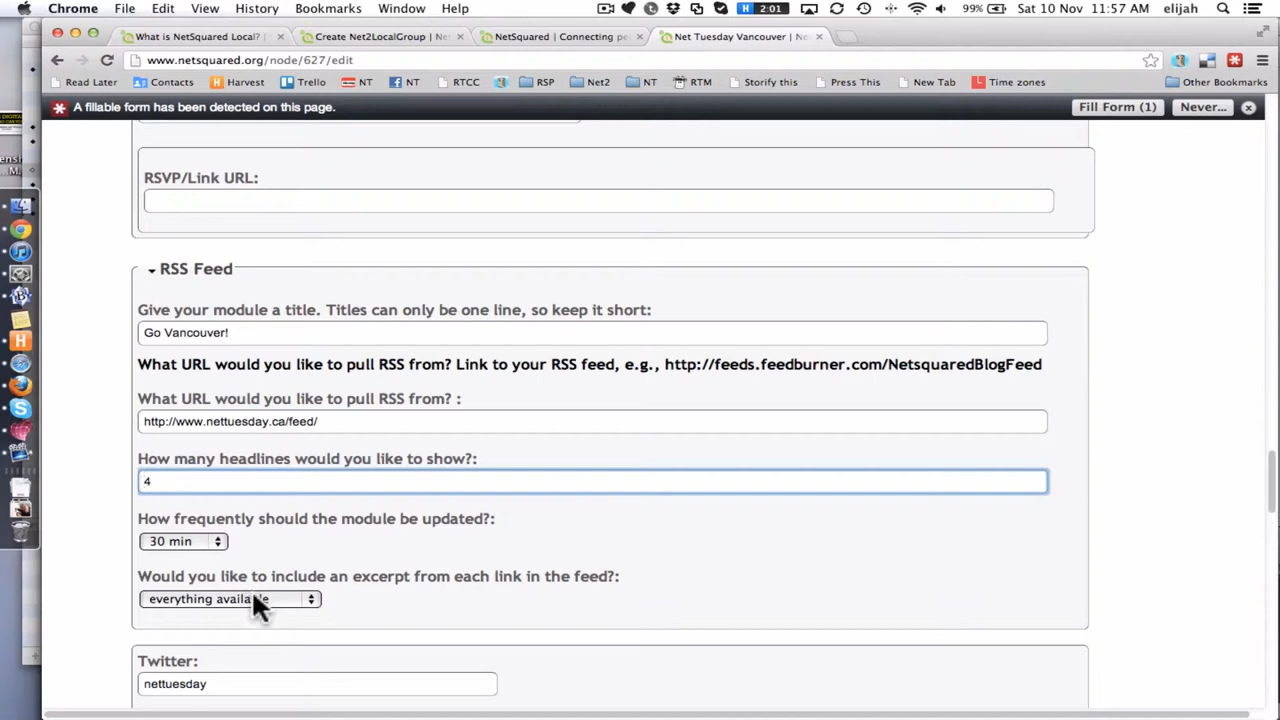 Chrome File Edit View History Bookmarks Window Help 2:01 99% Sat 10 Nov 11:57 AM elijah
What is NetSquared Local? Create Net2LocalGroup | Net NetSquared | Connecting pe Net Tuesday Vancouver | Ne
www.netsquared.org/node/627/edit
Read Later Contacts Harvest Trello NT NT RTCC RSP Net2 NT RTM Storify this Press This New Tab Time zones Other Bookmarks
A fillable form has been detected on this page. Fill Form (1) Never...
RSVP/Link URL:
RSS Feed
Give your module a title. Titles can only be one line, so keep it short:
Go Vancouver!
What URL would you like to pull RSS from? Link to your RSS feed, e.g., http://feeds.feedburner.com/NetsquaredBlogFeed
What URL would you like to pull RSS from? :
http://www.nettuesday.ca/feed/
How many headlines would you like to show?:
4
How frequently should the module be updated?:
30 min
Would you like to include an excerpt from each link in the feed?:
everything available
Twitter:
nettuesday